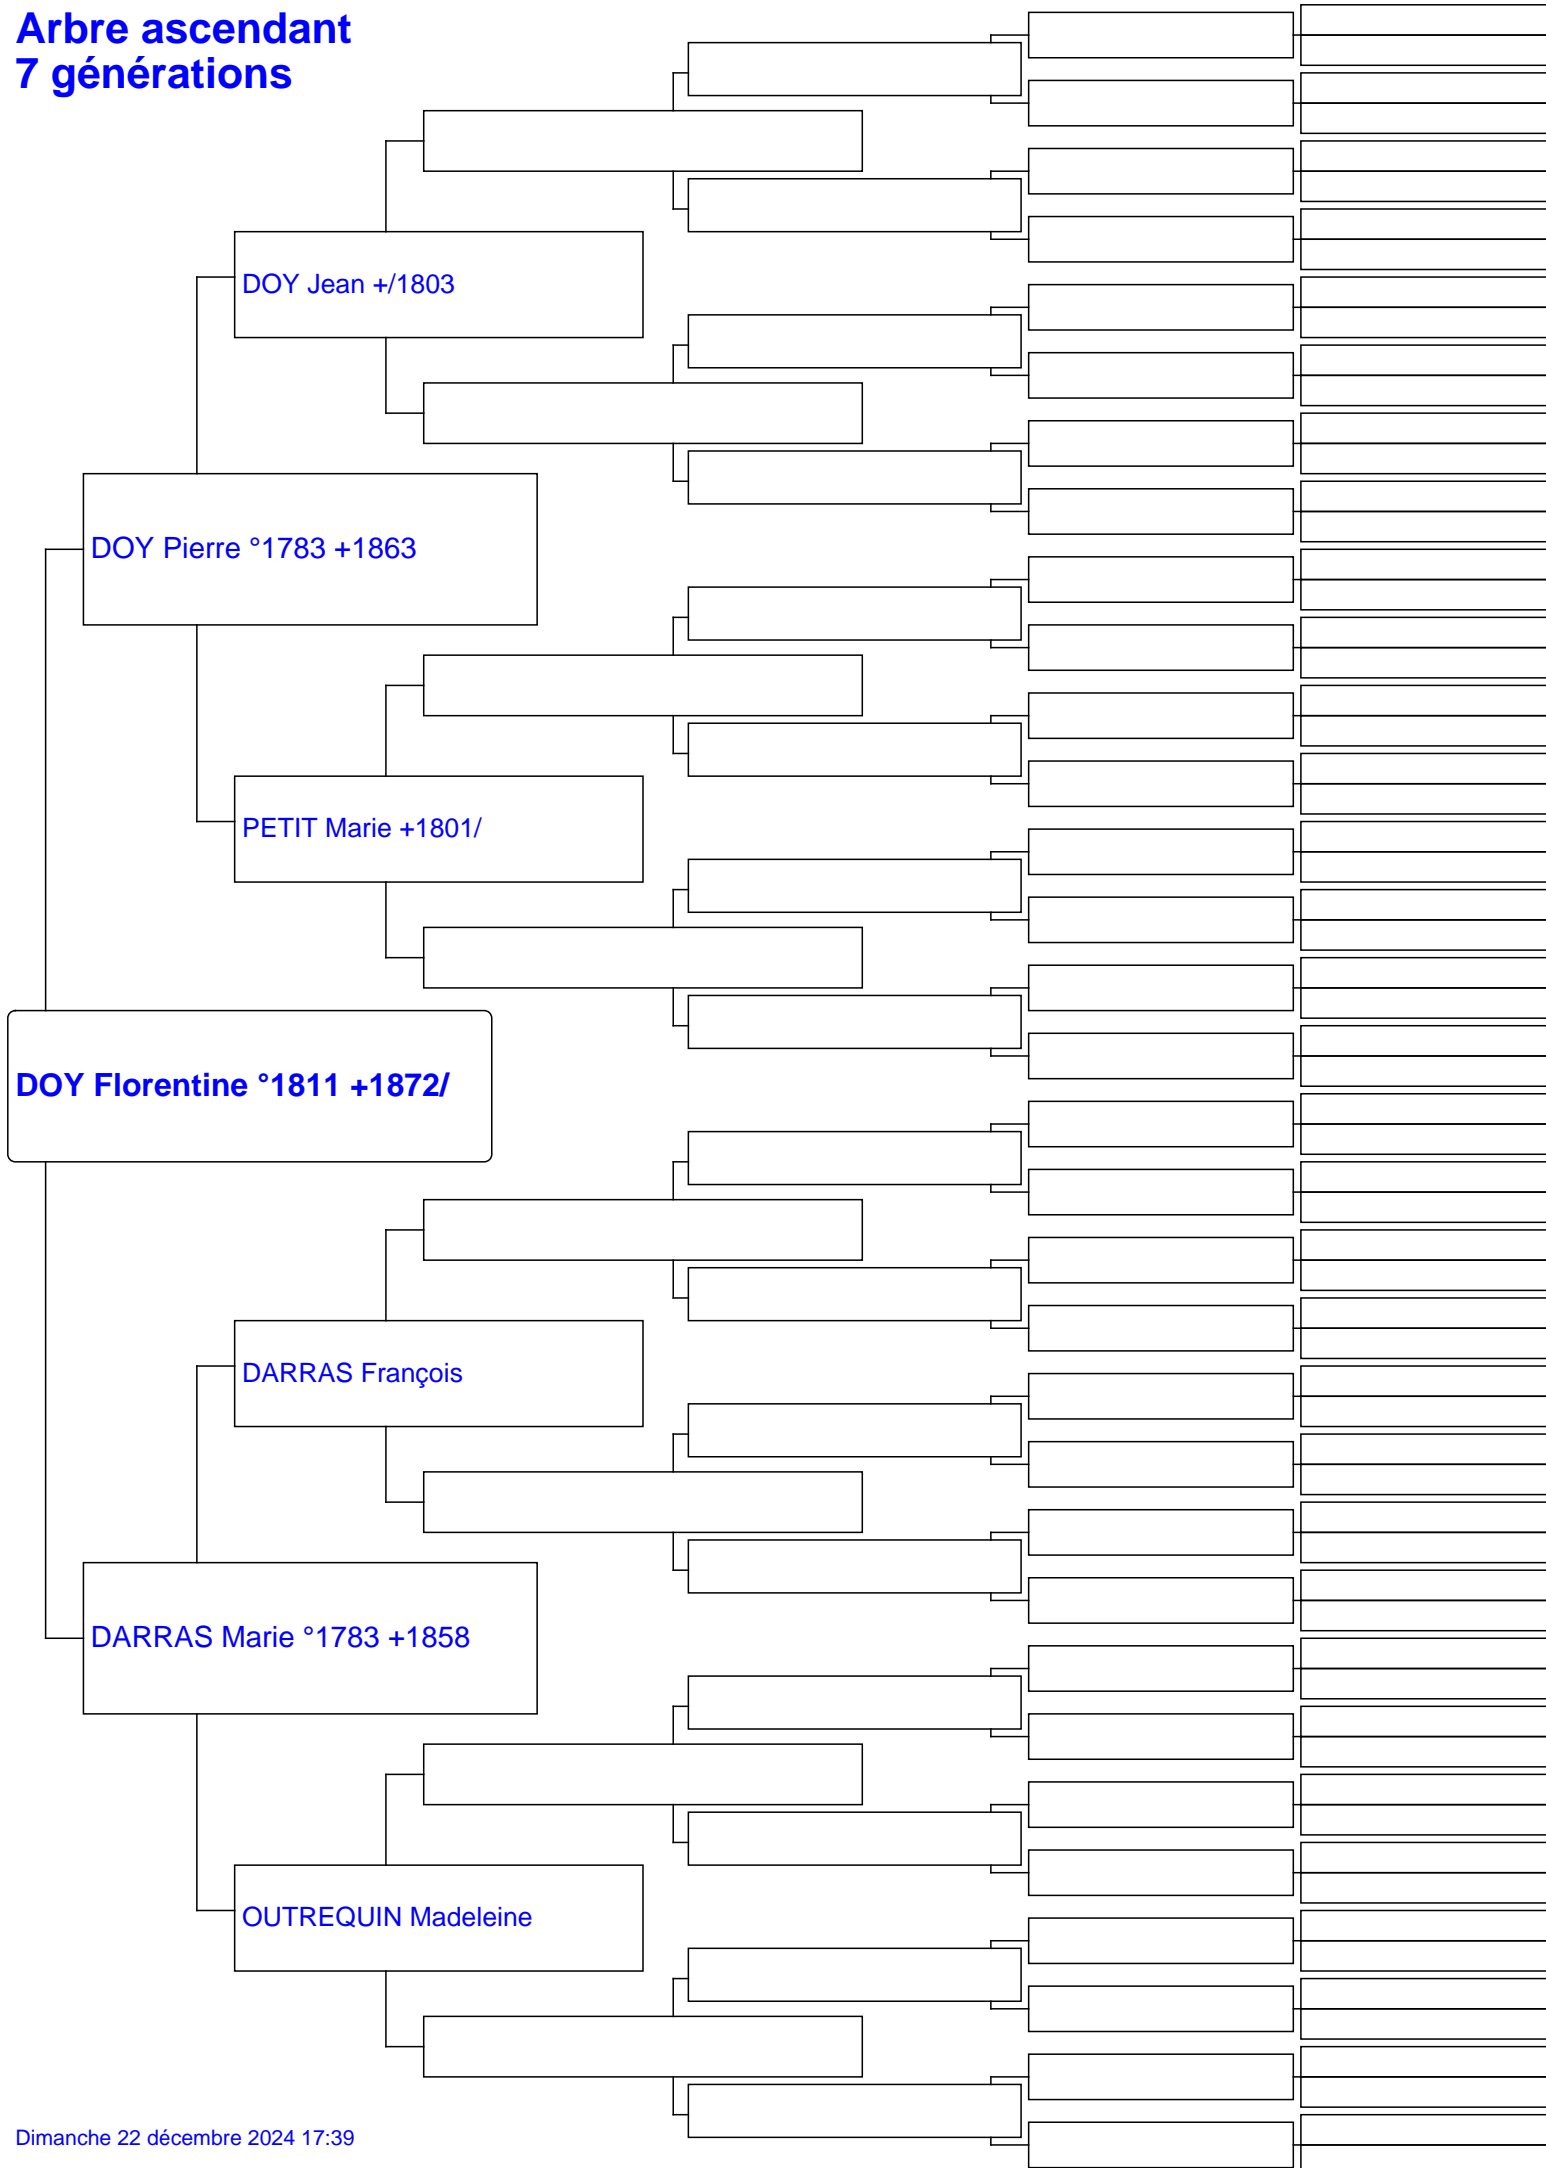 Arbre ascendant
7 générations
DOY Jean +/1803
DOY Pierre °1783 +1863
PETIT Marie +1801/
DOY Florentine °1811 +1872/
DARRAS François
DARRAS Marie °1783 +1858
OUTREQUIN Madeleine
Dimanche 22 décembre 2024 17:39